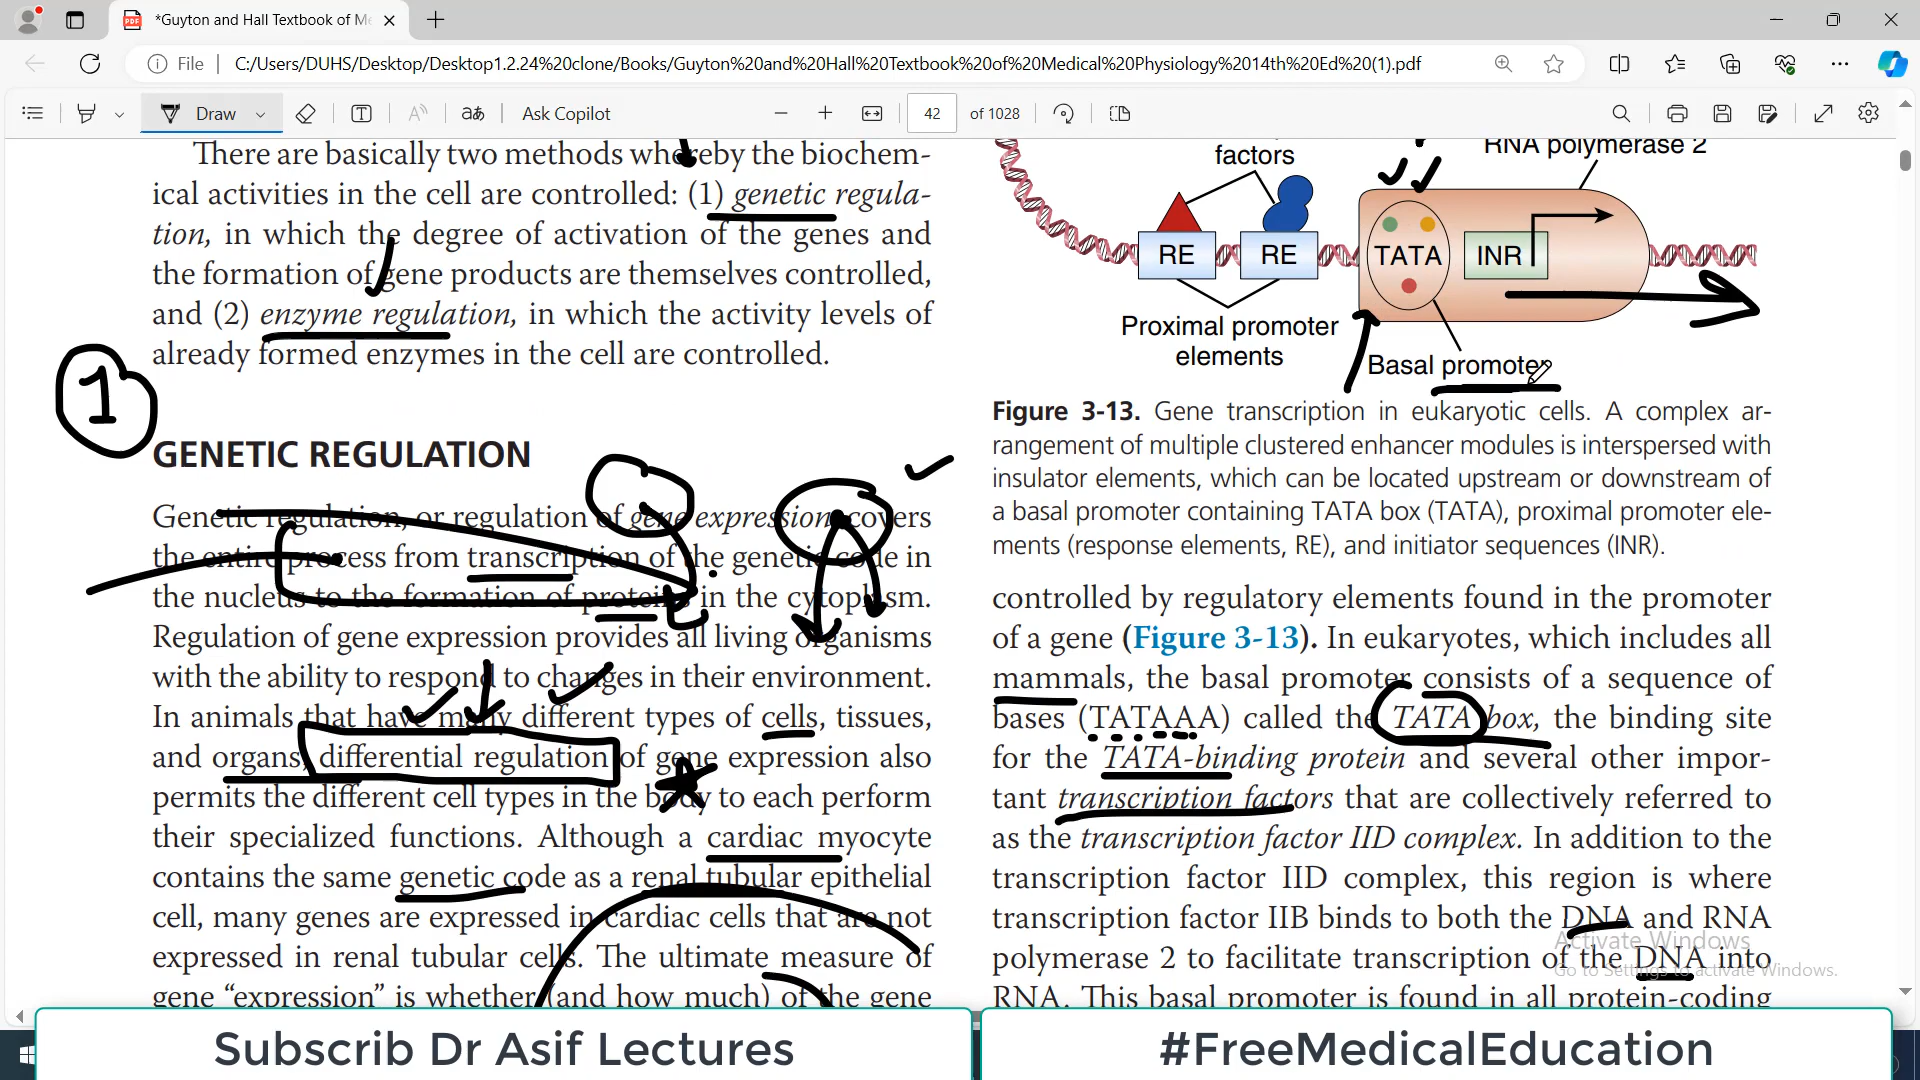 *Guyton and Hall Textbook of Me
File
C:/Users/DUHS/Desktop/Desktop1.2.24%20clone/Books/Guyton%20and%20Hall%20Textbook%20of%20Medical%20Physiology%2014th%20Ed%20(1).pdf
Draw
Ask Copilot
42 of 1028
There are basically two methods whereby the biochem-
ical activities in the cell are controlled: (1) genetic regula-
tion, in which the degree of activation of the genes and
the formation of gene products are themselves controlled,
and (2) enzyme regulation, in which the activity levels of
already formed enzymes in the cell are controlled.
1
GENETIC REGULATION
Genetic regulation, or regulation of gene expression, covers
the entire process from transcription of the genetic code in
the nucleus to the formation of proteins in the cytoplasm.
Regulation of gene expression provides all living organisms
with the ability to respond to changes in their environment.
In animals that have many different types of cells, tissues,
and organs, differential regulation of gene expression also
permits the different cell types in the body to each perform
their specialized functions. Although a cardiac myocyte
contains the same genetic code as a renal tubular epithelial
cell, many genes are expressed in cardiac cells that are not
expressed in renal tubular cells. The ultimate measure of
gene “expression” is whether (and how much) of the gene
factors
RNA polymerase 2
RE RE TATA INR
Proximal promoter
elements
Basal promoter
Figure 3-13. Gene transcription in eukaryotic cells. A complex ar-
rangement of multiple clustered enhancer modules is interspersed with
insulator elements, which can be located upstream or downstream of
a basal promoter containing TATA box (TATA), proximal promoter ele-
ments (response elements, RE), and initiator sequences (INR).
controlled by regulatory elements found in the promoter
of a gene (Figure 3-13). In eukaryotes, which includes all
mammals, the basal promoter consists of a sequence of
bases (TATAAA) called the TATA box, the binding site
for the TATA-binding protein and several other impor-
tant transcription factors that are collectively referred to
as the transcription factor IID complex. In addition to the
transcription factor IID complex, this region is where
transcription factor IIB binds to both the DNA and RNA
polymerase 2 to facilitate transcription of the DNA into
RNA. This basal promoter is found in all protein-coding
Activate Windows
Go to Settings to activate Windows.
Subscrib Dr Asif Lectures
#FreeMedicalEducation